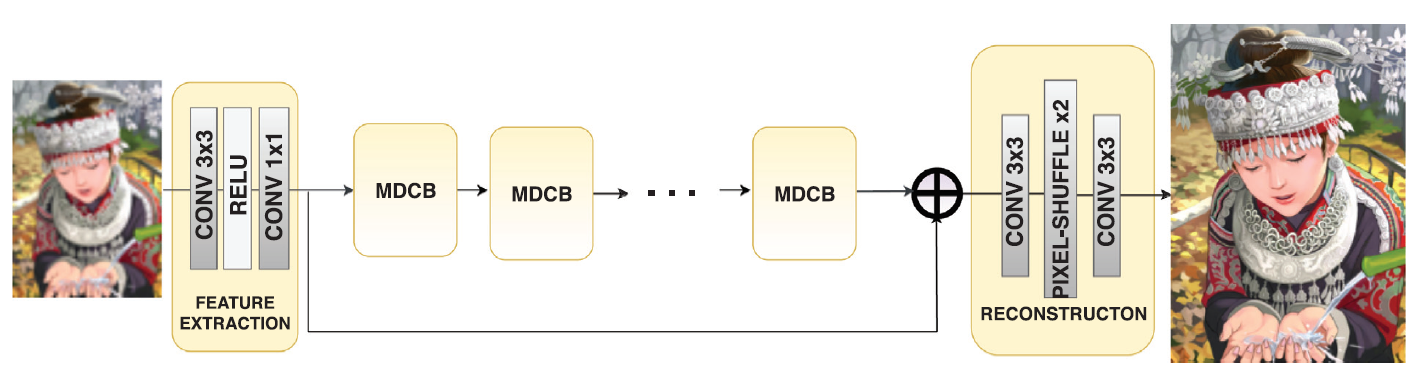 CONV 3x3
RELU
CONV 1x1
FEATURE
EXTRACTION
MDCB
MDCB
...
MDCB
CONV 3x3
PIXEL-SHUFFLE x2
CONV 3x3
RECONSTRUCTON